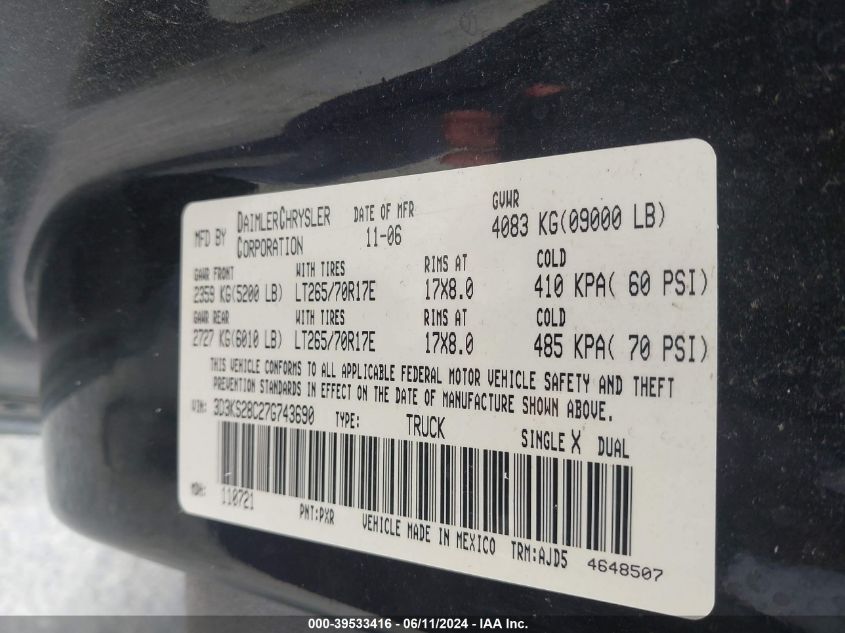 MFD BY DAIMLERCHRYSLER CORPORATION DATE OF MFR 11-06 GVWR 4083 KG(09000 LB)
GAWR FRONT WITH TIRES RIMS AT COLD
2359 KG(5200 LB) LT265/70R17E 17X8.0 410 KPA( 60 PSI)
GAWR REAR WITH TIRES RIMS AT COLD
2727 KG(6010 LB) LT265/70R17E 17X8.0 485 KPA( 70 PSI)
THIS VEHICLE CONFORMS TO ALL APPLICABLE FEDERAL MOTOR VEHICLE SAFETY AND THEFT
PREVENTION STANDARDS IN EFFECT ON THE DATE OF MANUFACTURE SHOWN ABOVE.
VIN: 3D3KS28C27G743690 TYPE: TRUCK SINGLE X DUAL
MDH: 110721
PNT:PXR VEHICLE MADE IN MEXICO TRM:AJD5 4648507
000-39533416 - 06/11/2024 - IAA Inc.